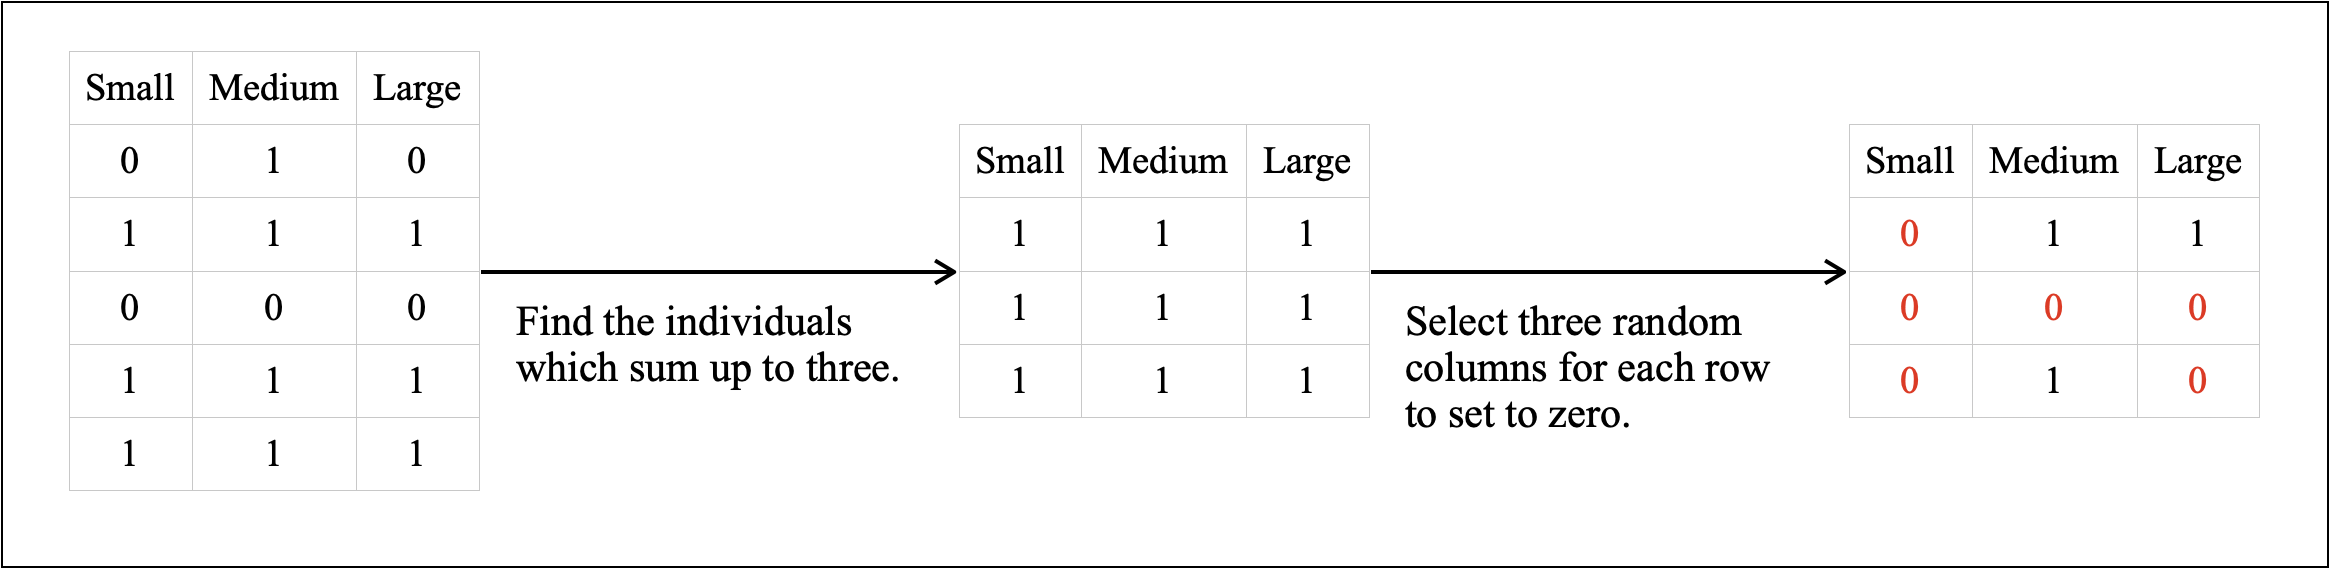 Small Medium Large
0 1 0
1 1 1
0 0 0
1 1 1
1 1 1
Find the individuals
which sum up to three.
Small Medium Large
1 1 1
1 1 1
1 1 1
Select three random
columns for each row
to set to zero.
Small Medium Large
0 1 1
0 0 0
0 1 0